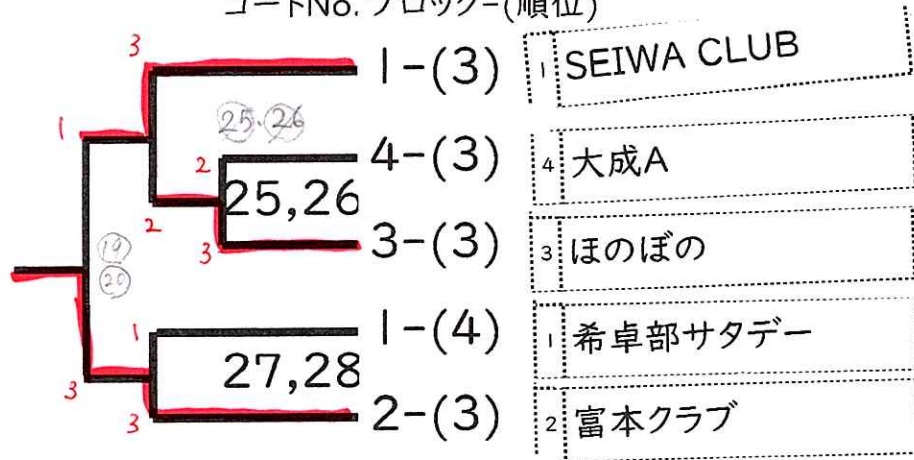 コートNo. ブロック-(順位)
3
1-(3) 1 SEIWA CLUB
1
25・26
2 4-(3) 4 大成A
25,26
2
3 3-(3) 3 ほのぼの
19
20
1 1-(4) 1 希卓部サタデー
27,28
3
3 2-(3) 2 富本クラブ